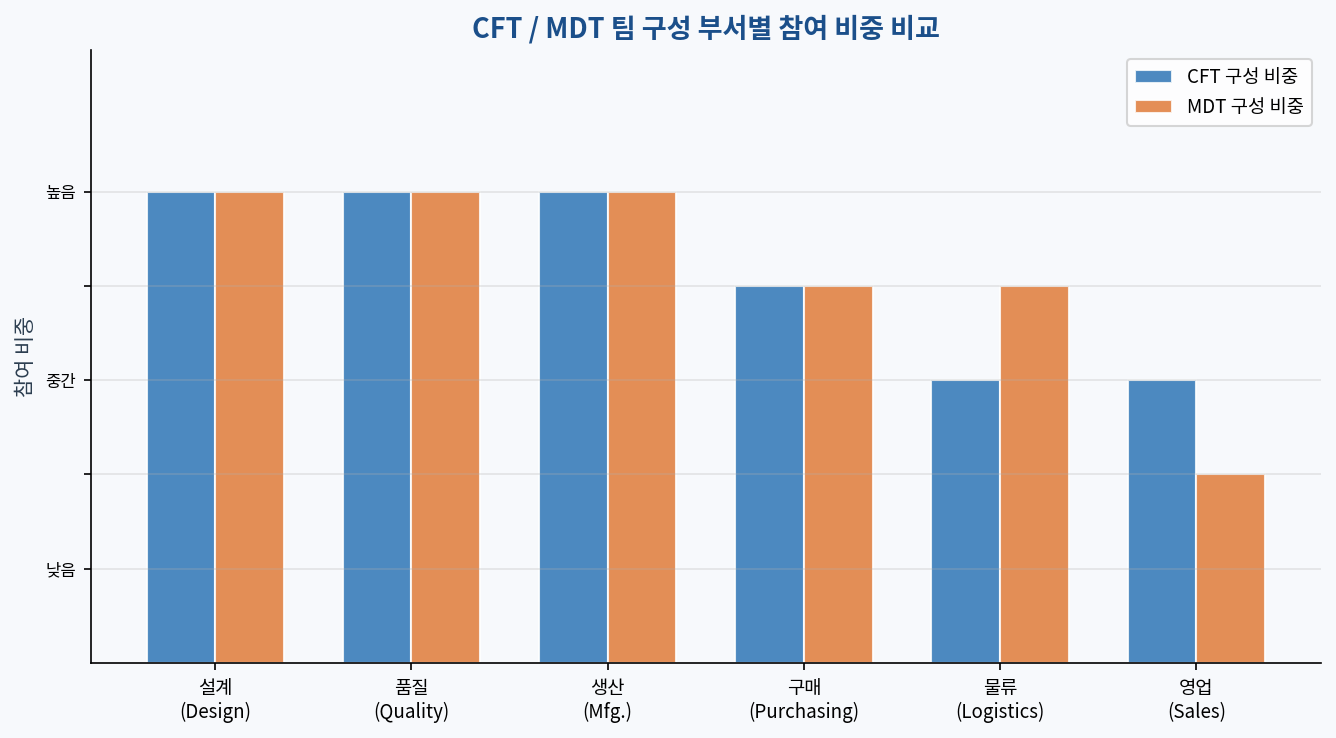 CFT / MDT 팀 구성 부서별 참여 비중 비교
CFT 구성 비중
MDT 구성 비중
참여 비중
높음
중간
낮음
설계
(Design)
품질
(Quality)
생산
(Mfg.)
구매
(Purchasing)
물류
(Logistics)
영업
(Sales)